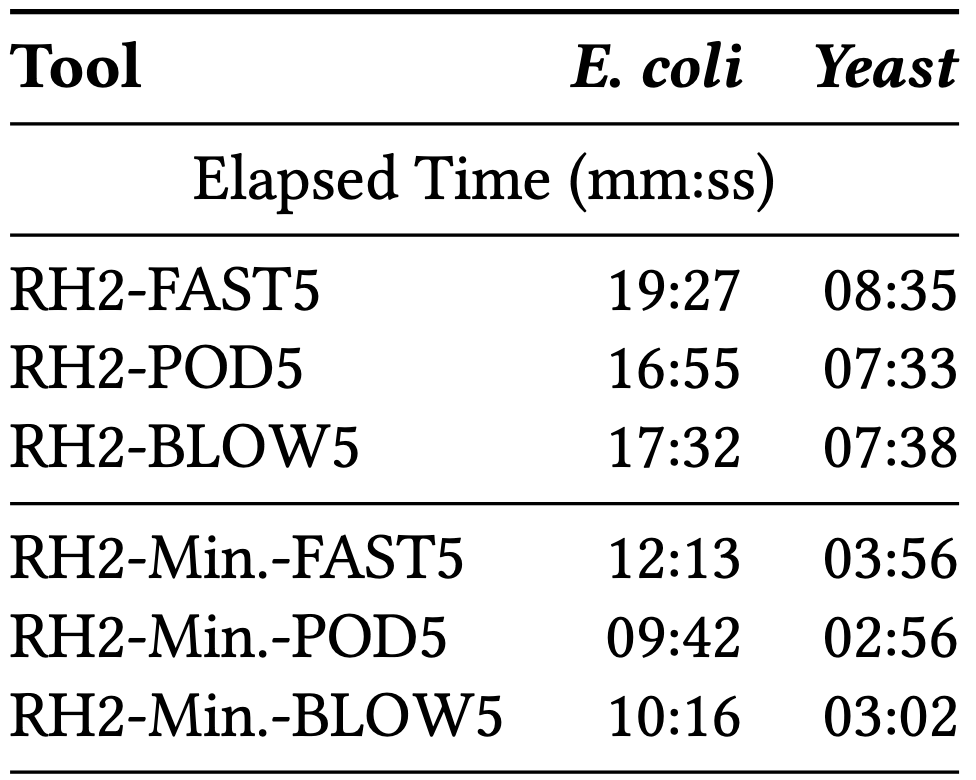 Tool E. coli Yeast
Elapsed Time (mm:ss)
RH2-FAST5 19:27 08:35
RH2-POD5 16:55 07:33
RH2-BLOW5 17:32 07:38
RH2-Min.-FAST5 12:13 03:56
RH2-Min.-POD5 09:42 02:56
RH2-Min.-BLOW5 10:16 03:02